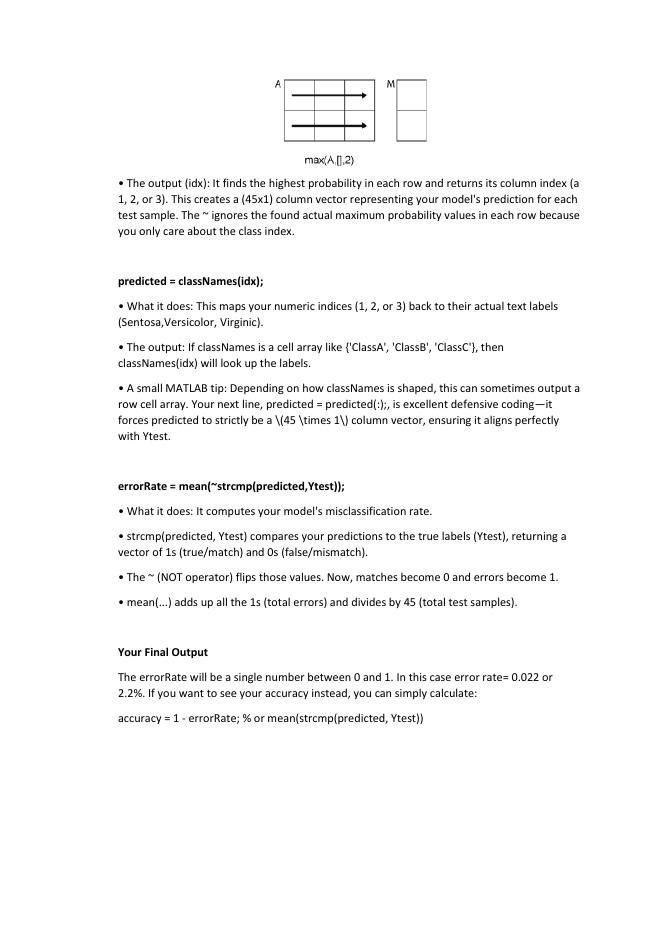 A M
max(A,[],2)
• The output (idx): It finds the highest probability in each row and returns its column index (a
1, 2, or 3). This creates a (45x1) column vector representing your model's prediction for each
test sample. The ~ ignores the found actual maximum probability values in each row because
you only care about the class index.
predicted = classNames(idx);
• What it does: This maps your numeric indices (1, 2, or 3) back to their actual text labels
(Sentosa,Versicolor, Virginic).
• The output: If classNames is a cell array like {'ClassA', 'ClassB', 'ClassC'}, then
classNames(idx) will look up the labels.
• A small MATLAB tip: Depending on how classNames is shaped, this can sometimes output a
row cell array. Your next line, predicted = predicted(:);, is excellent defensive coding—it
forces predicted to strictly be a \(45 \times 1\) column vector, ensuring it aligns perfectly
with Ytest.
errorRate = mean(~strcmp(predicted,Ytest));
• What it does: It computes your model's misclassification rate.
• strcmp(predicted, Ytest) compares your predictions to the true labels (Ytest), returning a
vector of 1s (true/match) and 0s (false/mismatch).
• The ~ (NOT operator) flips those values. Now, matches become 0 and errors become 1.
• mean(...) adds up all the 1s (total errors) and divides by 45 (total test samples).
Your Final Output
The errorRate will be a single number between 0 and 1. In this case error rate= 0.022 or
2.2%. If you want to see your accuracy instead, you can simply calculate:
accuracy = 1 - errorRate; % or mean(strcmp(predicted, Ytest))